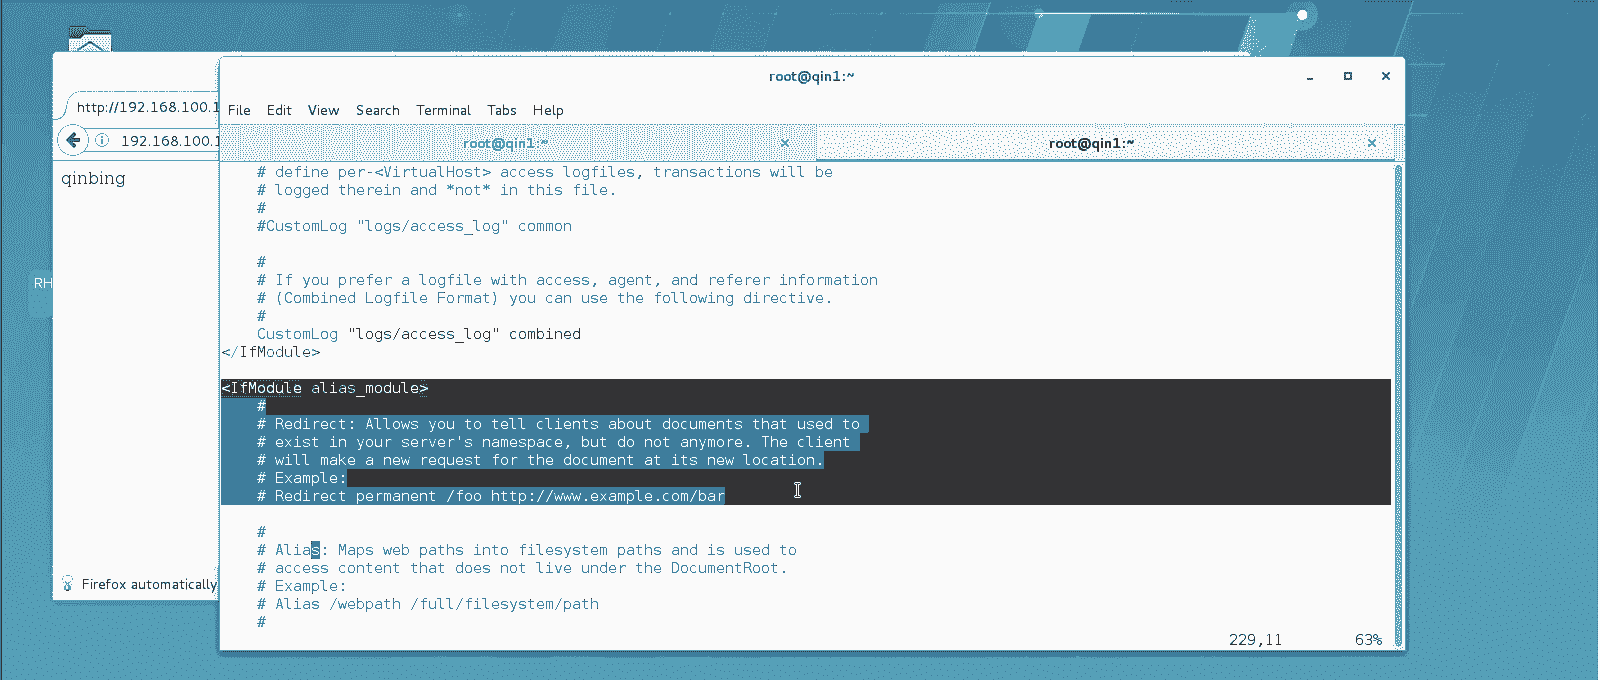 root@qin1:~
http://192.168.100.1
File Edit View Search Terminal Tabs Help
192.168.100.1
root@qin1:~
root@qin1:~
qinbing
# define per-<VirtualHost> access logfiles, transactions will be
# logged therein and *not* in this file.
#
#CustomLog "logs/access_log" common
#
# If you prefer a logfile with access, agent, and referer information
# (Combined Logfile Format) you can use the following directive.
#
CustomLog "logs/access_log" combined
</IfModule>
<IfModule alias_module>
#
# Redirect: Allows you to tell clients about documents that used to
# exist in your server's namespace, but do not anymore. The client
# will make a new request for the document at its new location.
# Example:
# Redirect permanent /foo http://www.example.com/bar
#
# Alias: Maps web paths into filesystem paths and is used to
# access content that does not live under the DocumentRoot.
# Example:
# Alias /webpath /full/filesystem/path
#
229,11 63%
RH
Firefox automatically